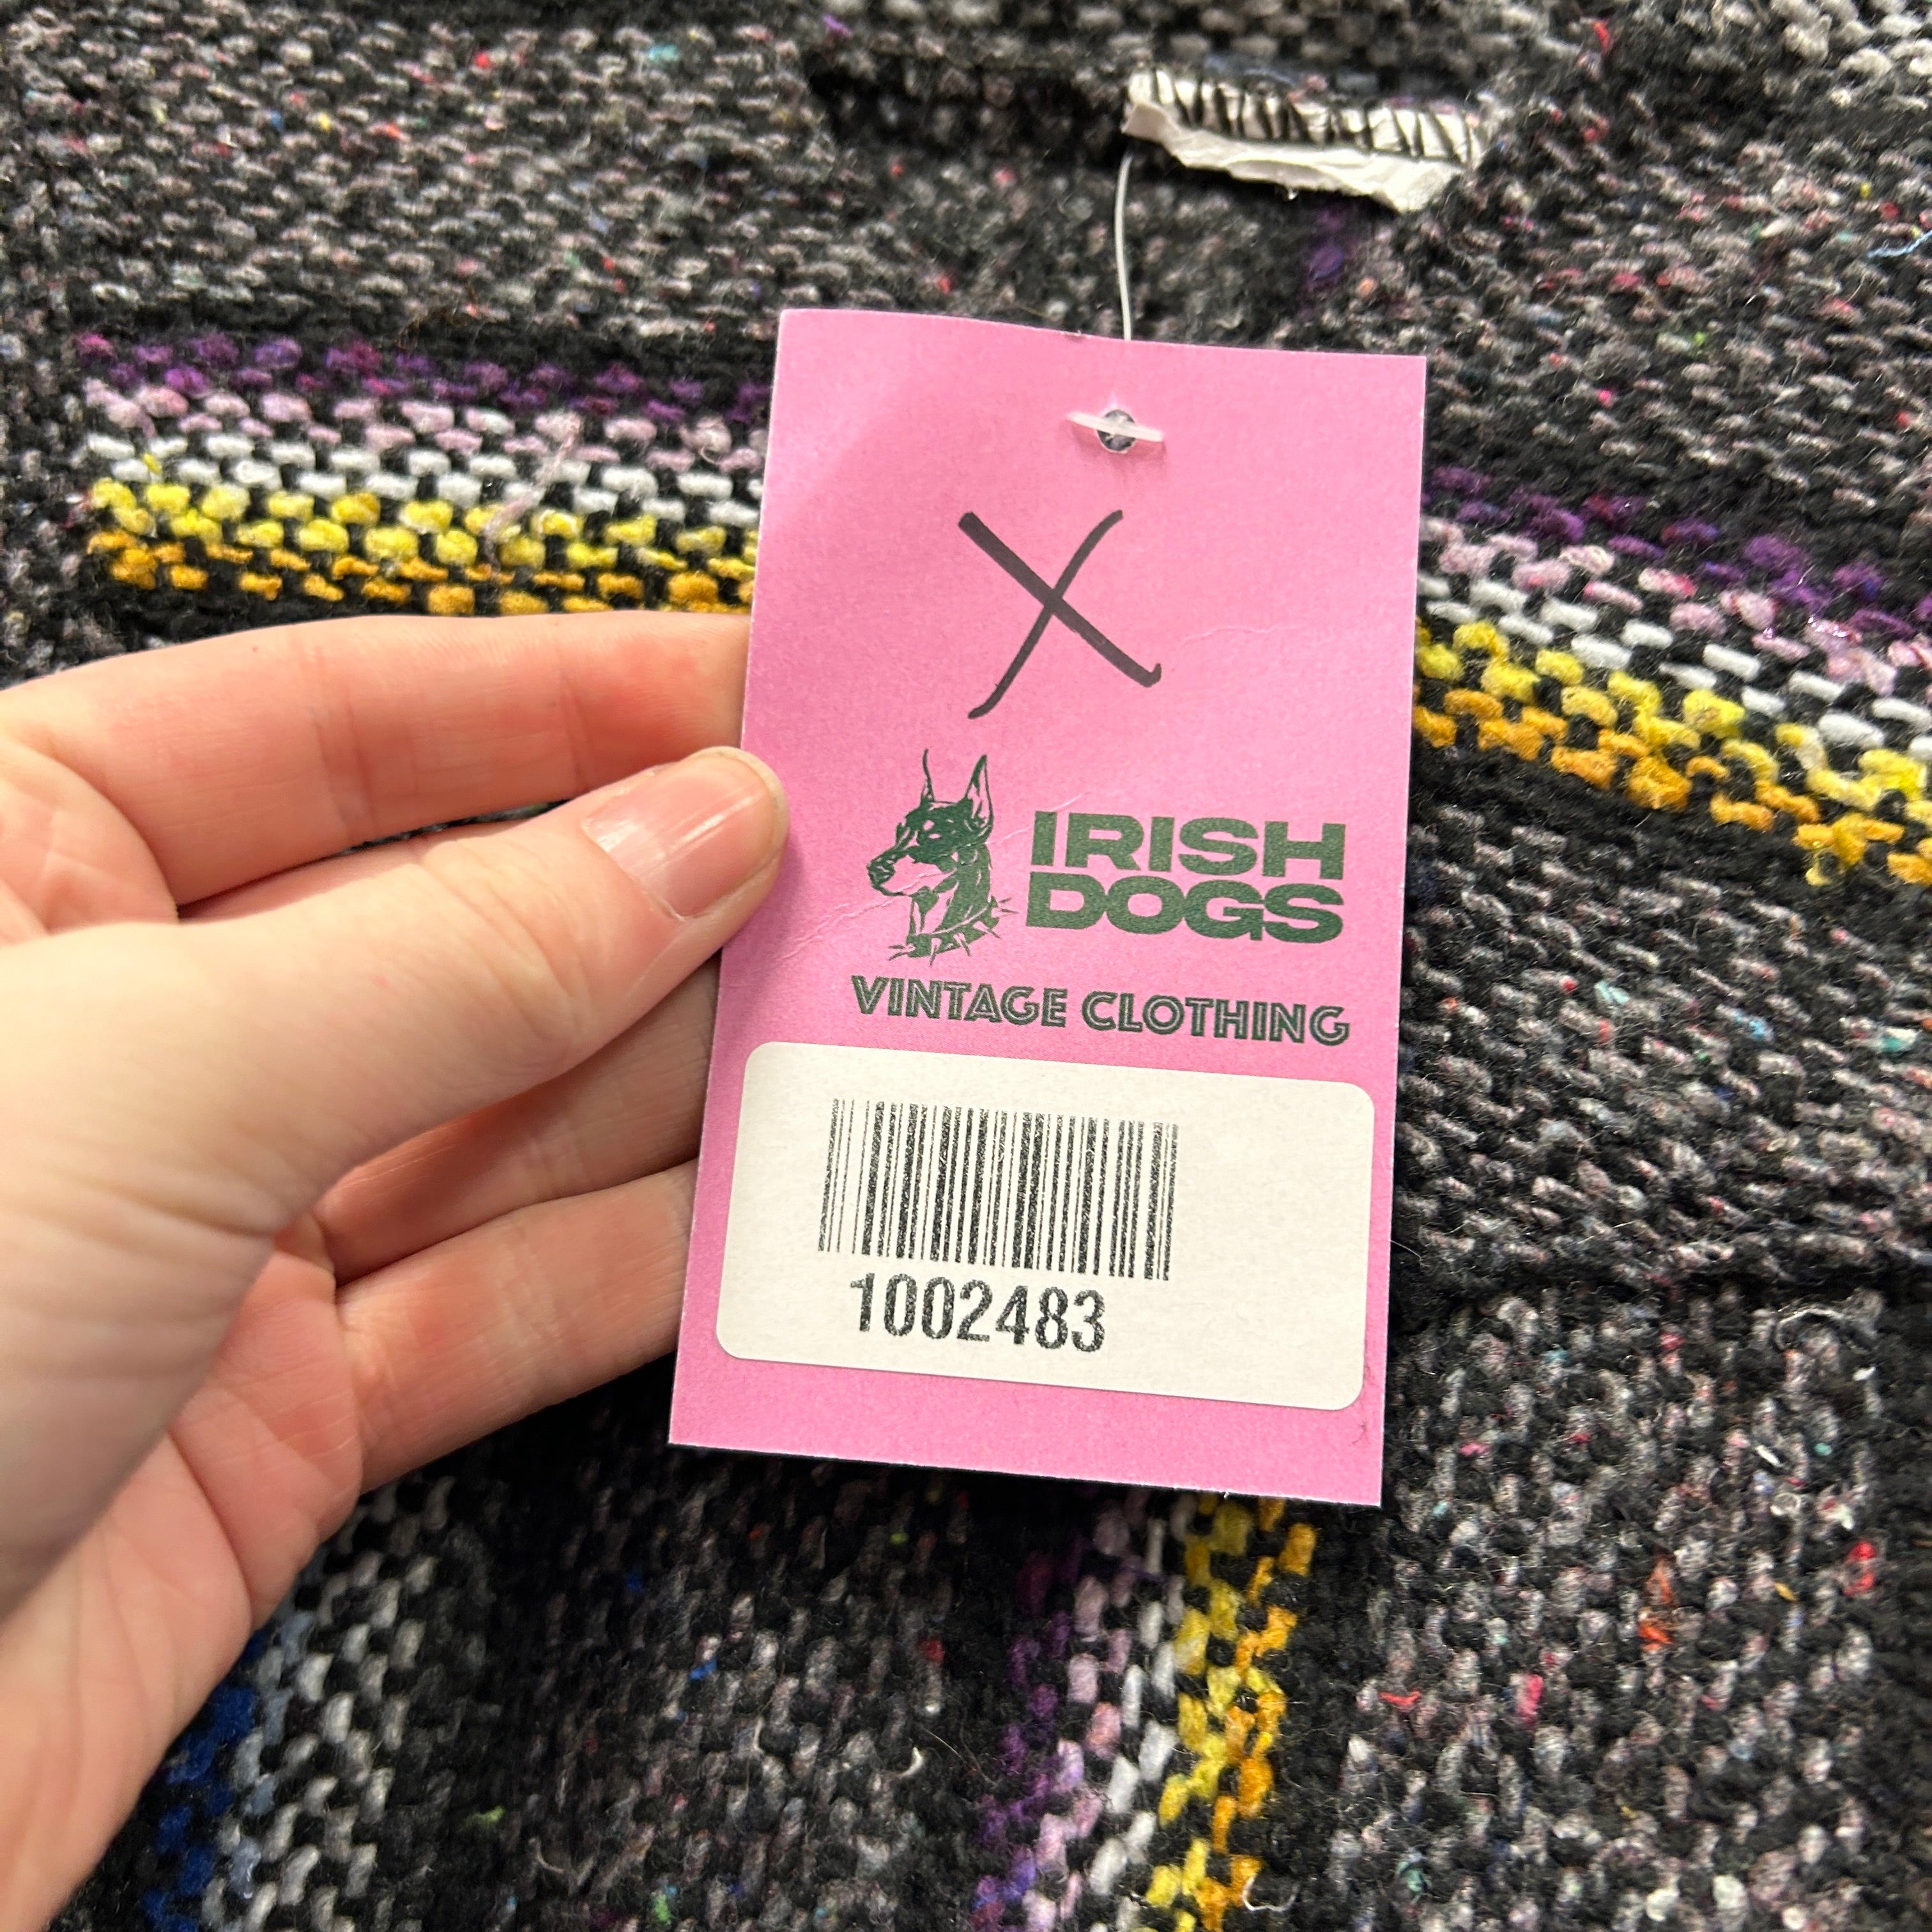 X
IRISH
DOGS
VINTAGE CLOTHING
1002483